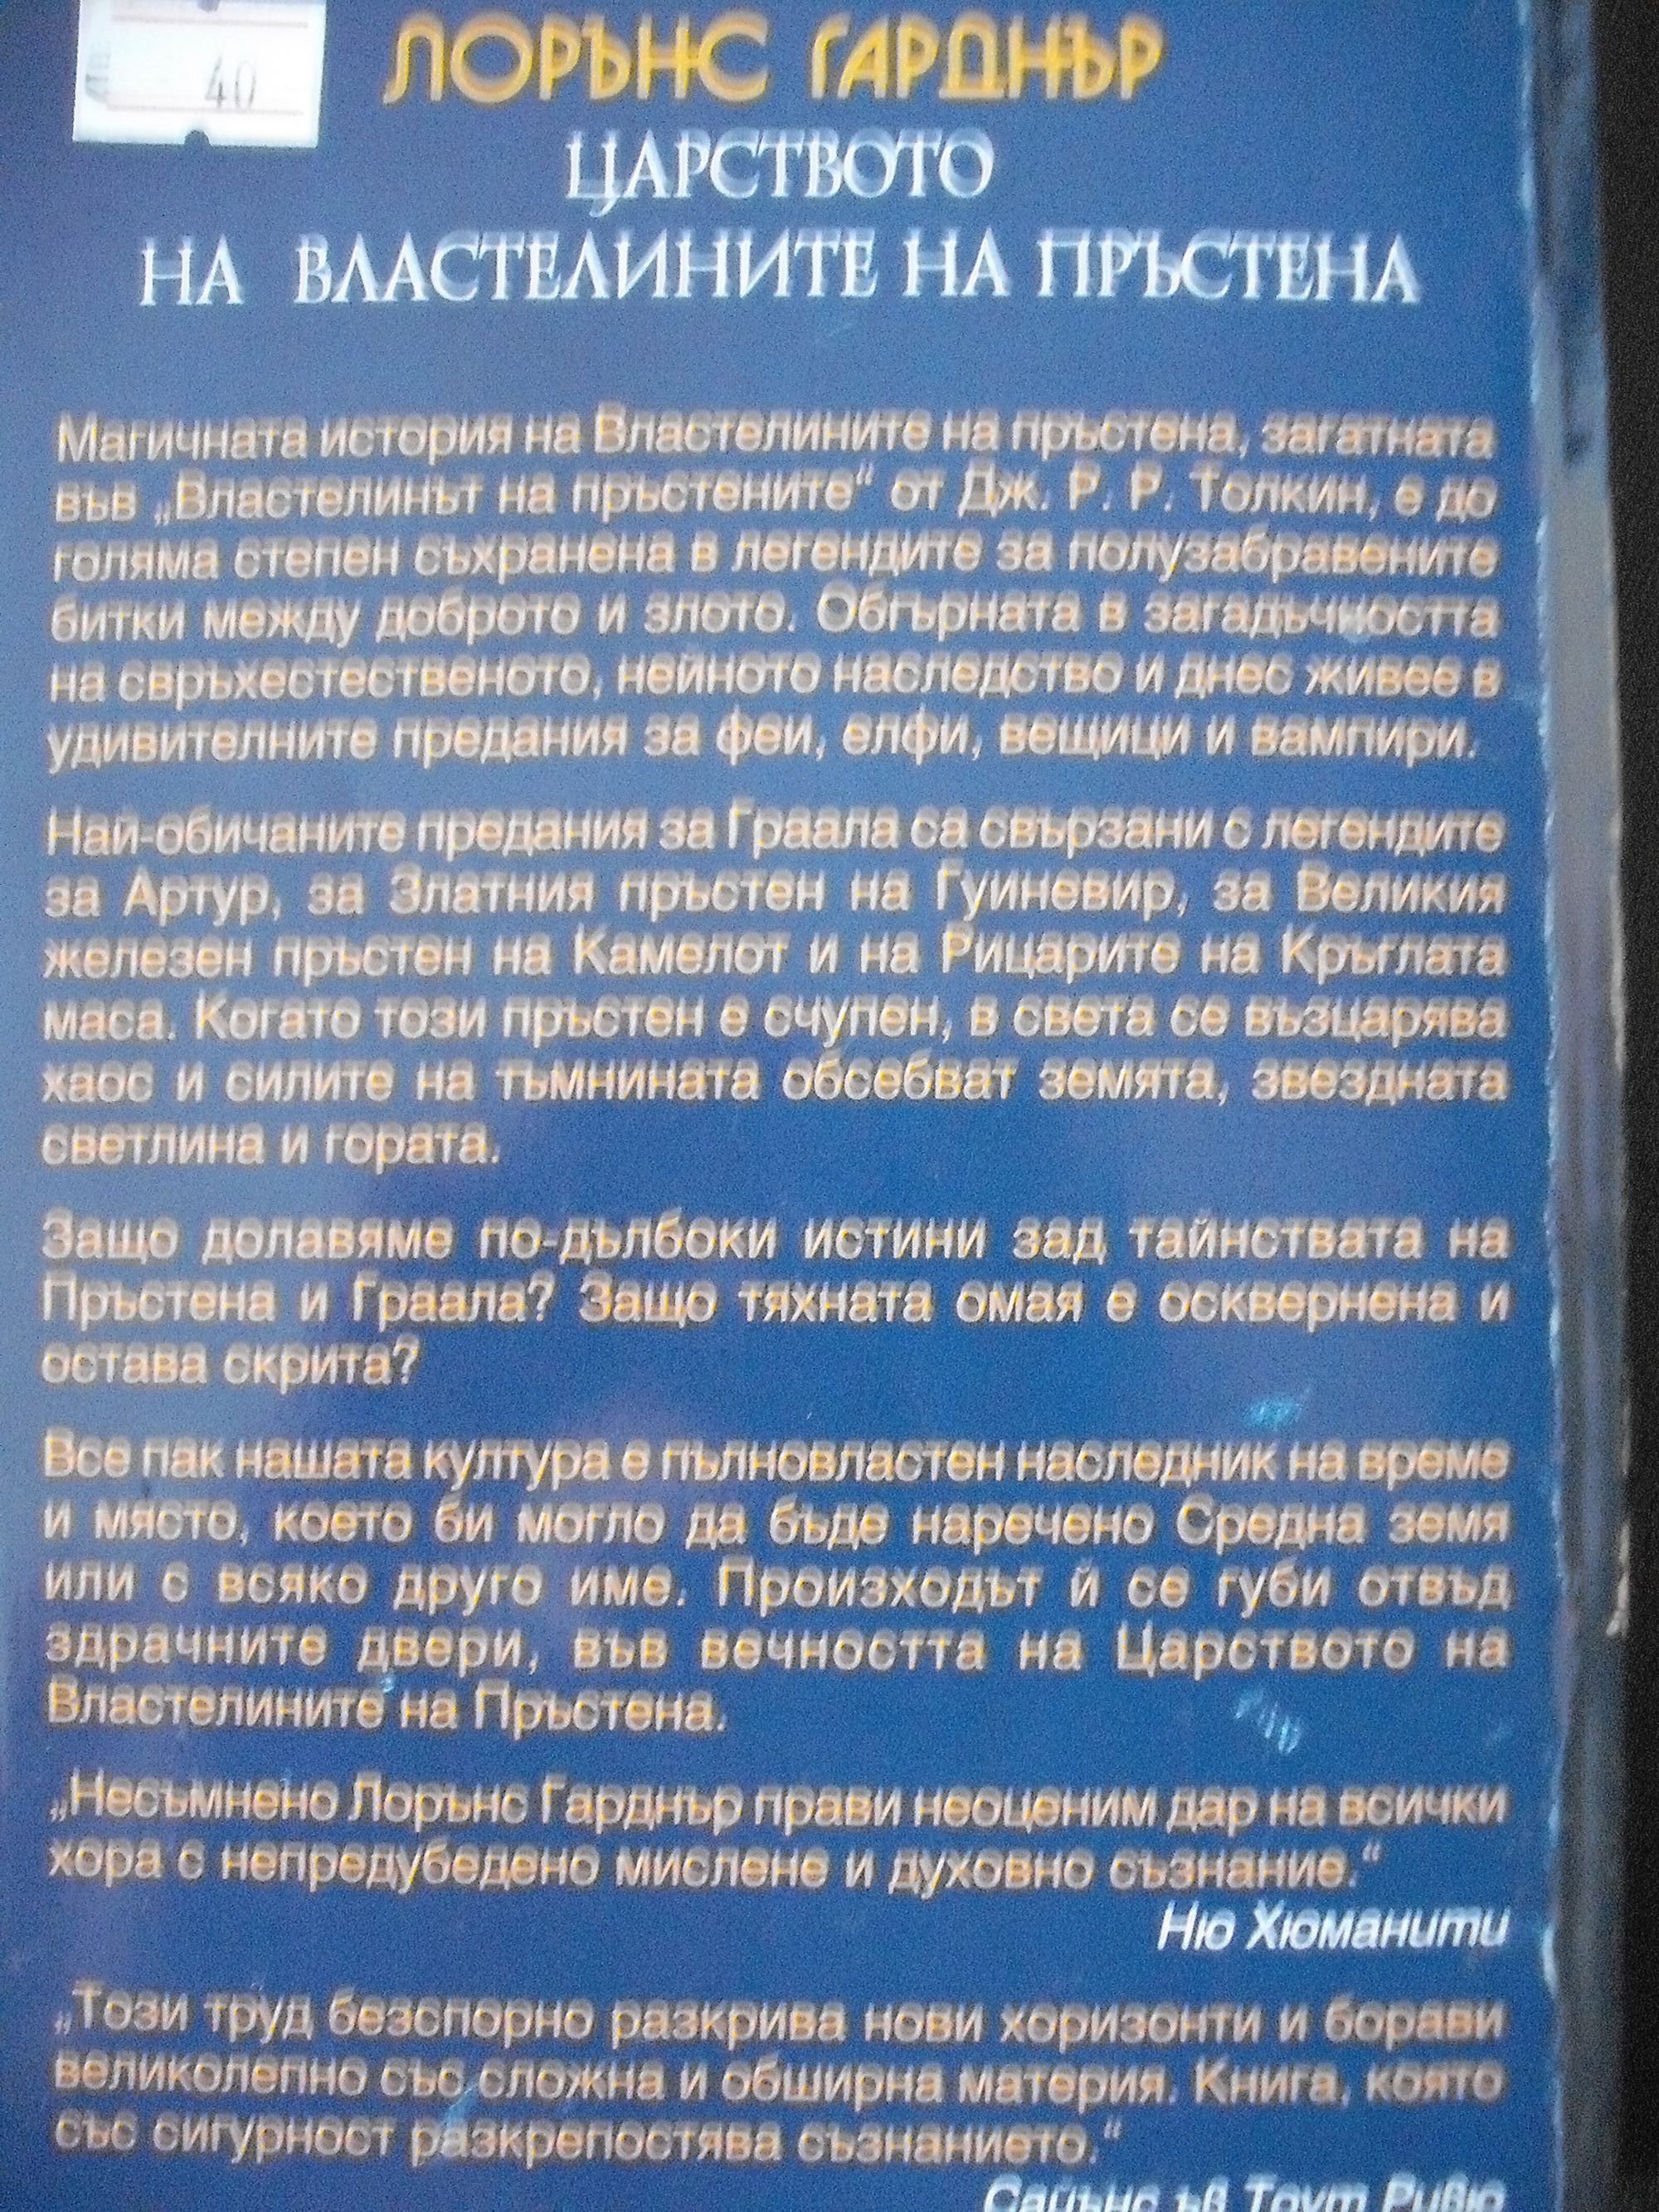 40
ЛОРЪНС ГАРДНЪР
ЦАРСТВОТО
НА ВЛАСТЕЛИНИТЕ НА ПРЪСТЕНА
Магичната история на Властелините на пръстена, загатната
във „Властелинът на пръстените“ от Дж. Р. Р. Толкин, е до
голяма степен съхранена в легендите за полузабравените
битки между доброто и злото. Обгърната в загадъчността
на свръхестественото, нейното наследство и днес живее в
удивителните предания за феи, елфи, вещици и вампири.
Най-обичаните предания за Граала са свързани с легендите
за Артур, за Златния пръстен на Гуиневир, за Великия
железен пръстен на Камелот и на Рицарите на Кръглата
маса. Когато този пръстен е счупен, в света се възцарява
хаос и силите на тъмнината обсебват земята, звездната
светлина и гората.
Защо долавяме по-дълбоки истини зад тайнствата на
Пръстена и Граала? Защо тяхната омая е осквернена и
остава скрита?
Все пак нашата култура е пълновластен наследник на време
и място, което би могло да бъде наречено Средна земя
или с всяко друго име. Произходът й се губи отвъд
здрачните двери, във вечността на Царството на
Властелините на Пръстена.
„Несъмнено Лорънс Гарднър прави неоценим дар на всички
хора с непредубедено мислене и духовно съзнание.“
Ню Хюманити
„Този труд безспорно разкрива нови хоризонти и борави
великолепно със сложна и обширна материя. Книга, която
със сигурност разкрепостява съзнанието.“
Сайънс ъв Тоут Ривю